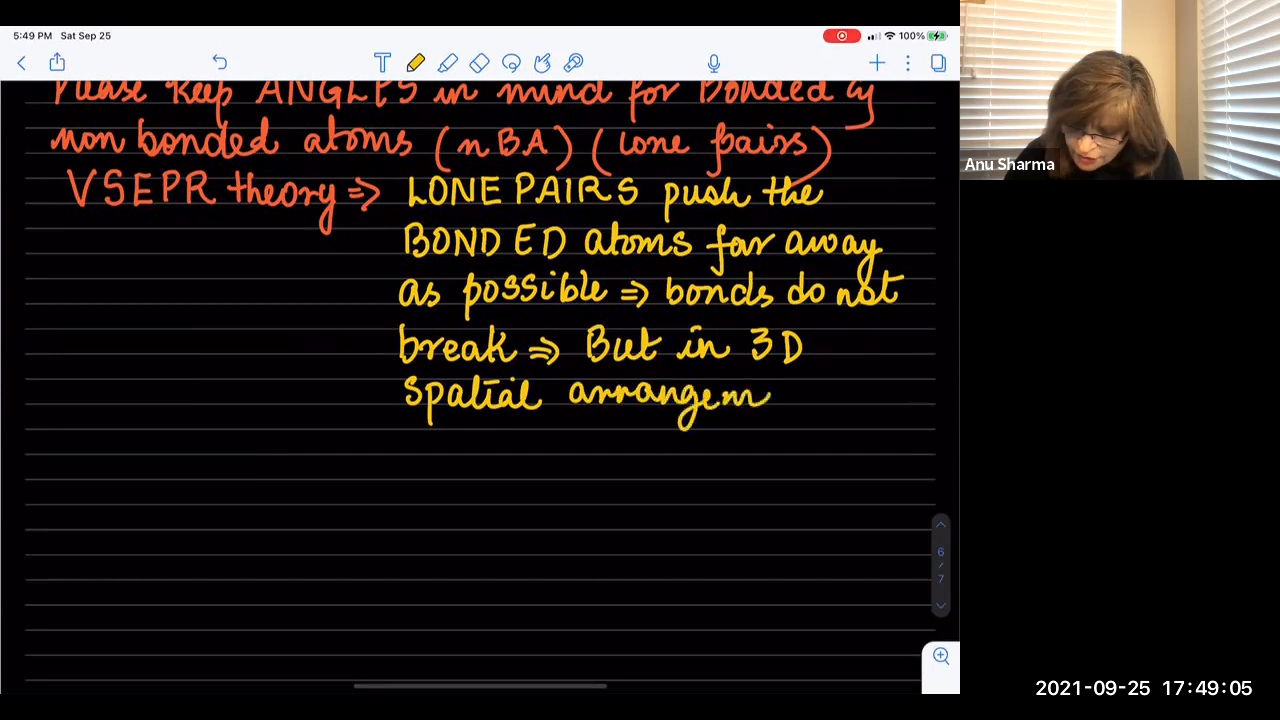 5:49 PM Sat Sep 25
100%
Please keep ANGLES in mind for Bonded &
non bonded atoms (nBA) (lone pairs)
VSEPR theory ⇒ LONE PAIRS push the
BONDED atoms far away
as possible ⇒ bonds do not
break ⇒ But in 3D
spatial arrangem
Anu Sharma
6
/
7
2021-09-25 17:49:05